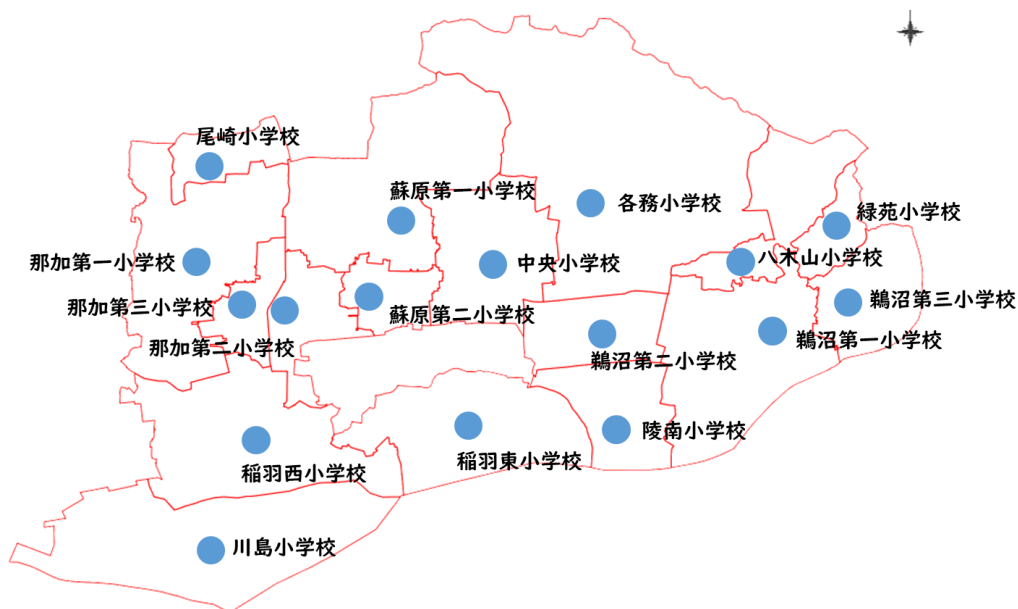 尾崎小学校
蘇原第一小学校
各務小学校
緑苑小学校
那加第一小学校
中央小学校
八木山小学校
那加第三小学校
蘇原第二小学校
鵜沼第三小学校
那加第二小学校
鵜沼第二小学校
鵜沼第一小学校
陵南小学校
稲羽西小学校
稲羽東小学校
川島小学校